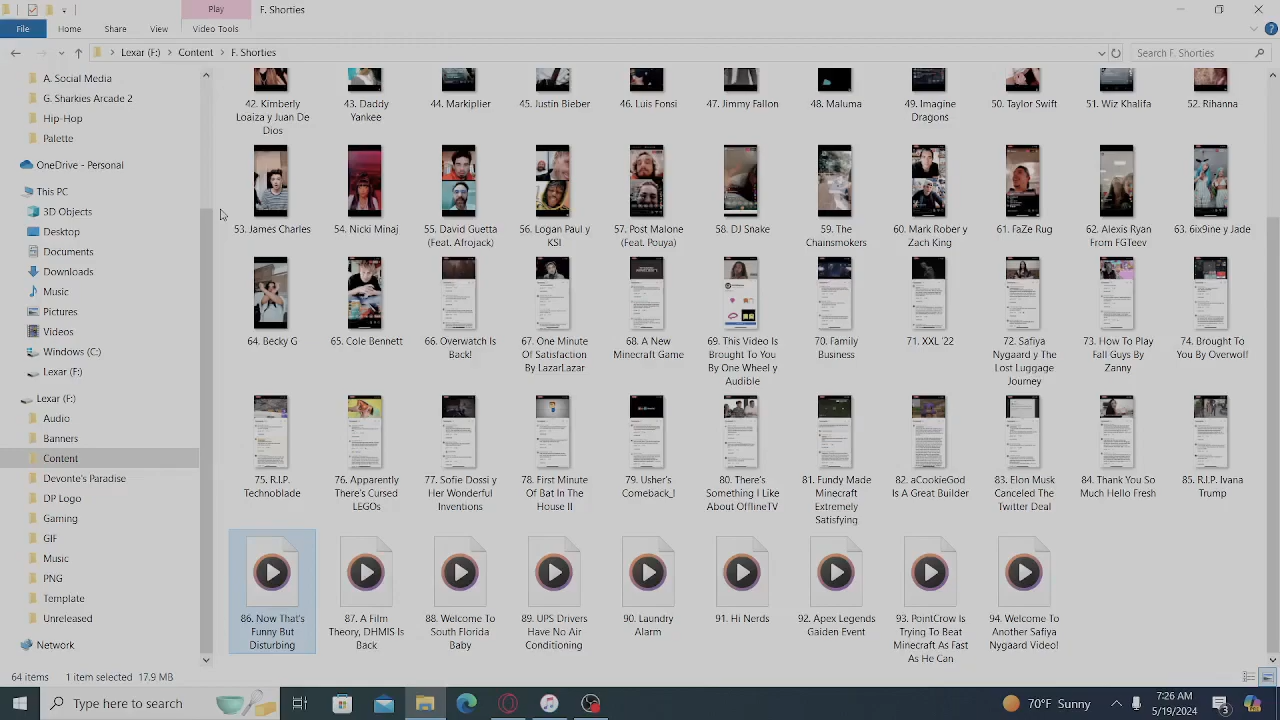 Play
F. Shorties
File
Home
Share
View
Video Tools
Lexar (F:)
Content
F. Shorties
Search F. Shorties
A. Social Media
G. Sharkies Arcade 2
Hip-Hop
Palette
OneDrive - Personal
This PC
3D Objects
Desktop
Documents
Downloads
Music
Pictures
Videos
Windows (C:)
Lexar (F:)
Lexar (F:)
Audio
Banners
Content
Devonte's Paradise
DP Logo
Gaming
GIF
Music
PNG
Template
Unreleased
Network
42. Kimberly
Loaiza y Juan De
Dios
43. Daddy
Yankee
44. Markiplier
45. Justin Bieber
46. Luis Fonsi
47. Jimmy Fallon
48. Maluma
49. Imagine
Dragons
50. Taylor Swift
51. Wiz Khalifa
52. Rihanna
53. James Charles
54. Nicki Minaj
55. David Guetta
(Feat. Afrojack)
56. Logan Paul y
KSI
57. Post Malone
(Feat. Pouya)
58. DJ Snake
59. The
Chainsmokers
60. Mark Rober y
Zach King
61. FaZe Rug
62. Alexis Ryan
From FGTeev
63. 6ix9ine y Jade
64. Becky G
65. Cole Bennett
66. Overwatch Is
Back!
67. One Minute
Of Satisfaction
By LazarLazar
68. A New
Minecraft Game
69. This Video Is
Brought To You
By One Wheel y
Audible
70. Family
Business
71. XXL '22
72. Safiya
Nygaard y The
Lost Luggage
Journey
73. How To Play
Fall Guys By
Zanny
74. Brought To
You By Overwolf
75. R.I.P.
Technoblade
76. Apparently
There's Cursed
LEGOs
77. Sofie Dossi y
Her Wonderful
Inventions
78. First Minute
Of Bat In The
House II
79. Usher's
Comeback_!
80. There's
Something I Like
About OfflineTV
81. Fundy Made
Minecraft
Extremely
Satisfying
82. aCookieGod
Is A Great Builder
83. Elon Musk
Canceled The
Twitter Deal
84. Thank You So
Much Hello Fresh
85. R.I.P. Ivana
Trump
86. Now That's
Funny But
Disturbing
87. A Film
Theory, DHMIS Is
Back
88. Welcome To
South Florida
Baby
89. UPS Drivers
Have No Air
Conditioning
90. Laundry
Alarm
91. Hi Nerds
92. Apex Legends
Gaiden Event
93. PointCrow Is
Trying To Beat
Minecraft As Fast
As He Can
94. Welcome To
Another Safiya
Nygaard Video!
64 items
1 item selected 17.9 MB
Type here to search
70°F Sunny
7:26 AM
5/19/2024
3